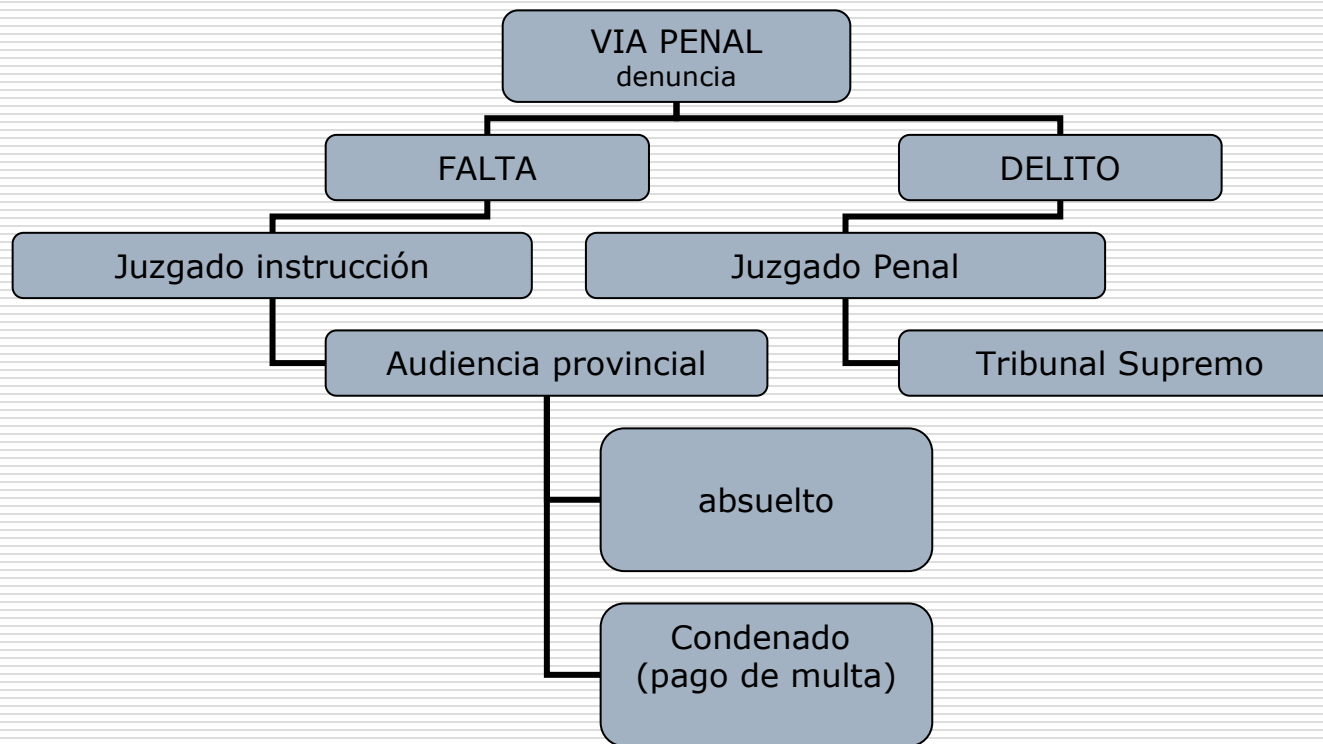 VIA PENAL
denuncia
FALTA
DELITO
Juzgado instrucción
Juzgado Penal
Audiencia provincial
Tribunal Supremo
absuelto
Condenado
(pago de multa)